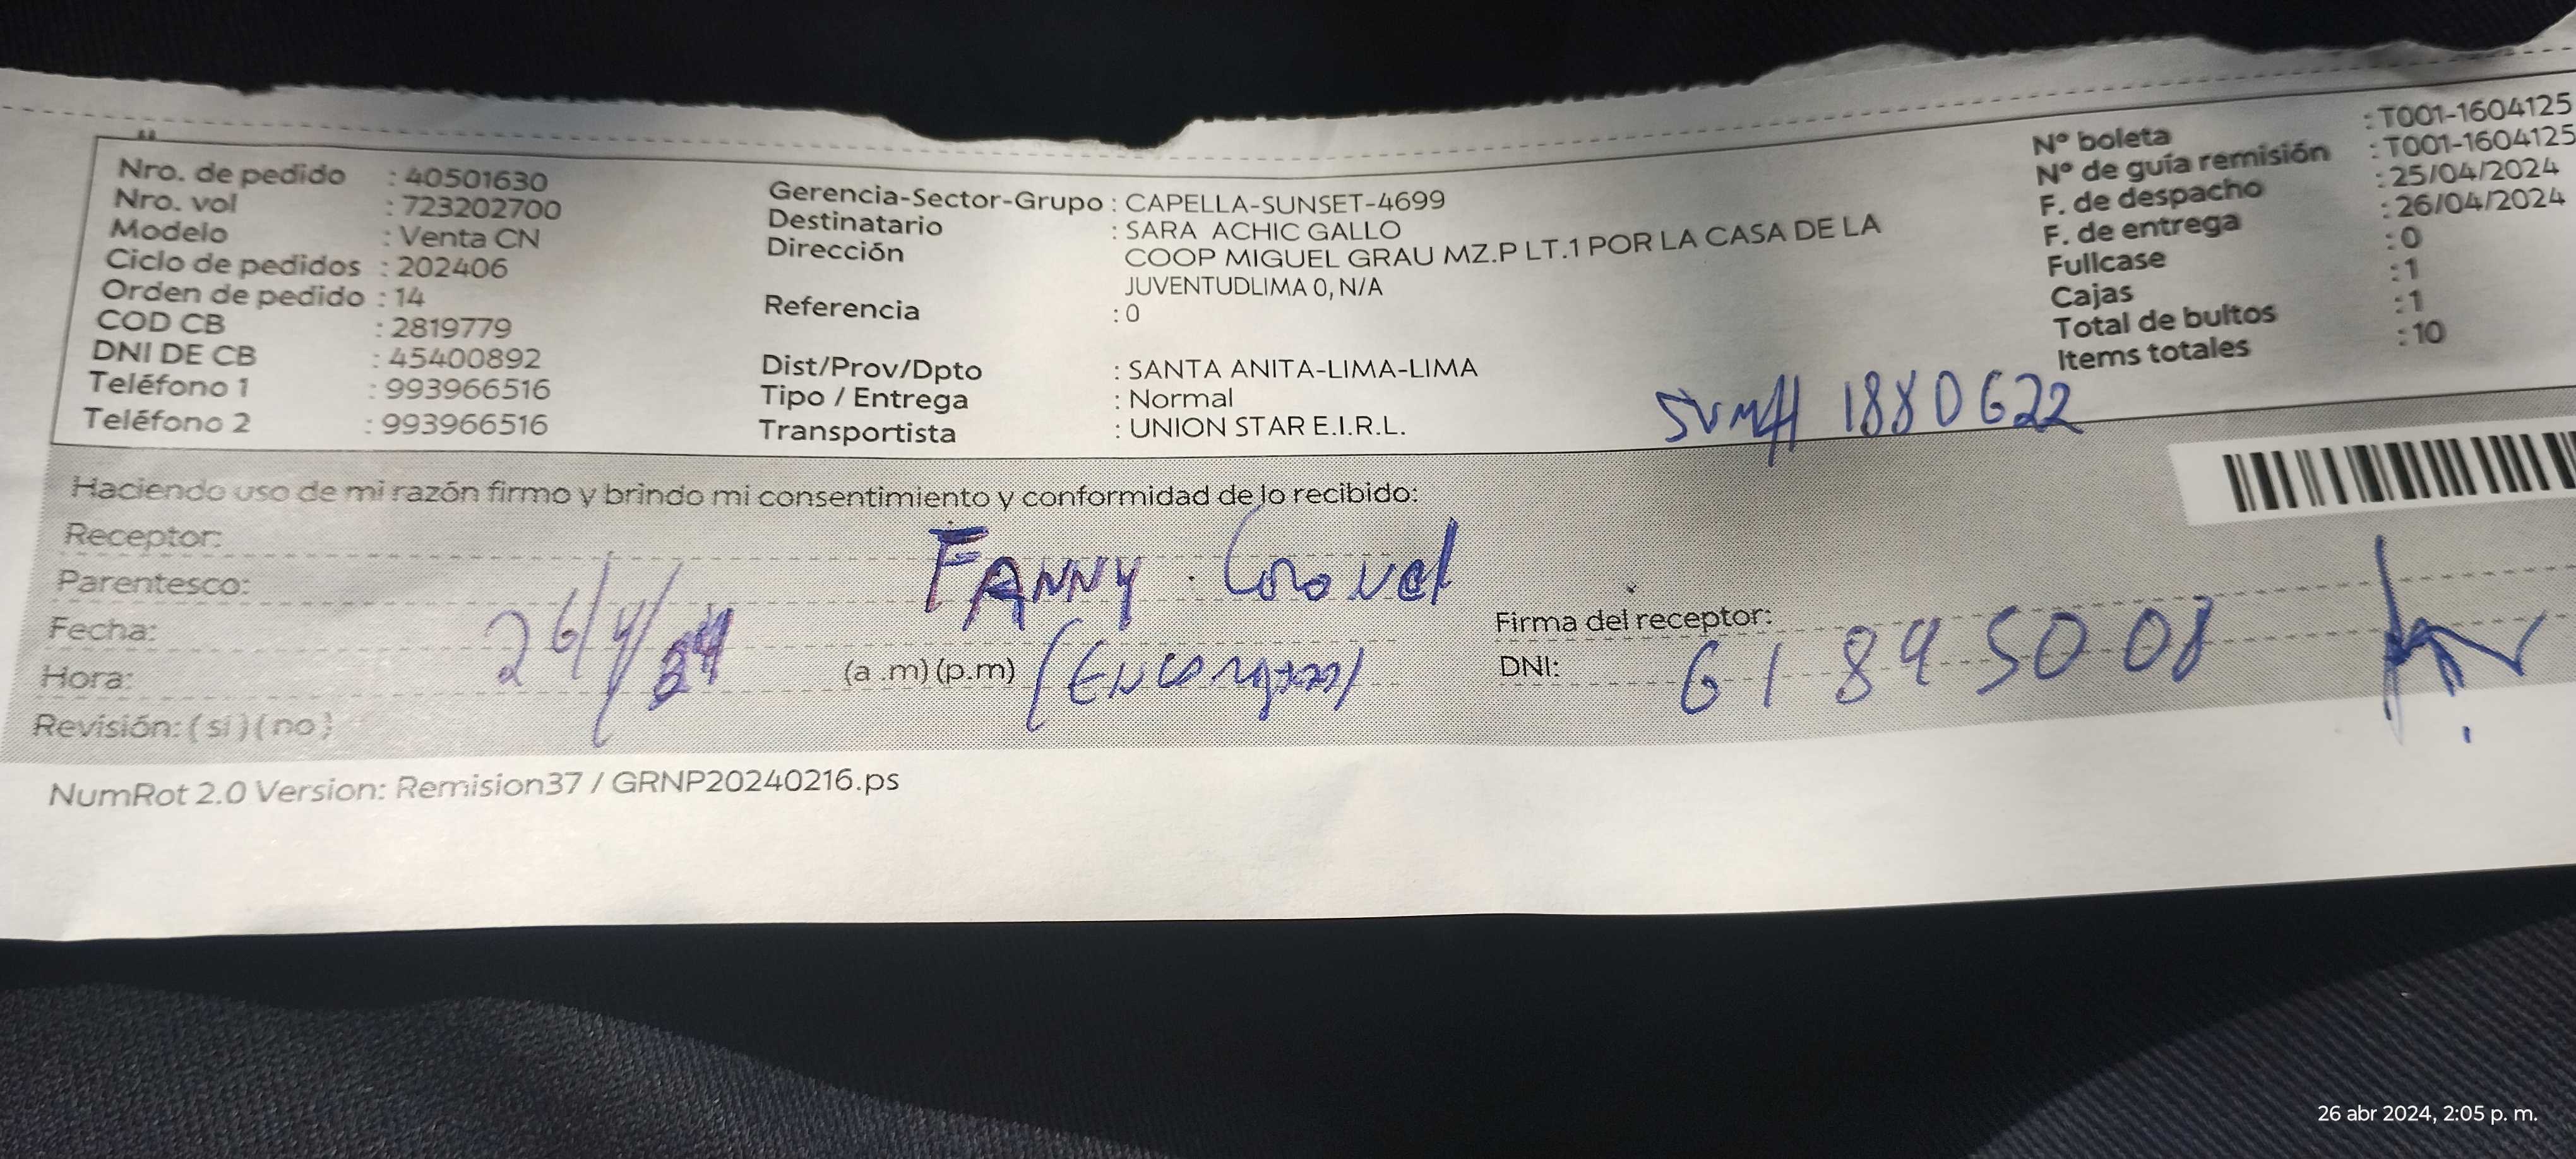 Nro. de pedido : 40501630
Nro. vol : 723202700
Modelo : Venta CN
Ciclo de pedidos : 202406
Orden de pedido : 14
COD CB : 2819779
DNI DE CB : 45400892
Teléfono 1 : 993966516
Teléfono 2 : 993966516
Gerencia-Sector-Grupo : CAPELLA-SUNSET-4699
Destinatario : SARA ACHIC GALLO
Dirección : COOP MIGUEL GRAU MZ.P LT.1 POR LA CASA DE LA
JUVENTUDLIMA 0, N/A
Referencia : 0
Dist/Prov/Dpto : SANTA ANITA-LIMA-LIMA
Tipo / Entrega : Normal
Transportista : UNION STAR E.I.R.L.
Nº boleta : T001-1604125
Nº de guía remisión : T001-1604125
F. de despacho : 25/04/2024
F. de entrega : 26/04/2024
Fullcase : 0
Cajas : 1
Total de bultos : 1
Items totales : 10
1880622
Haciendo uso de mi razón firmo y brindo mi consentimiento y conformidad de lo recibido:
Receptor: FANNY
Parentesco:
Fecha: 26/4/24
Firma del receptor:
Hora: (a .m) (p.m)
DNI: 61845008
Revisión: ( si ) ( no )
NumRot 2.0 Version: Remision37 / GRNP20240216.ps
26 abr 2024, 2:05 p. m.